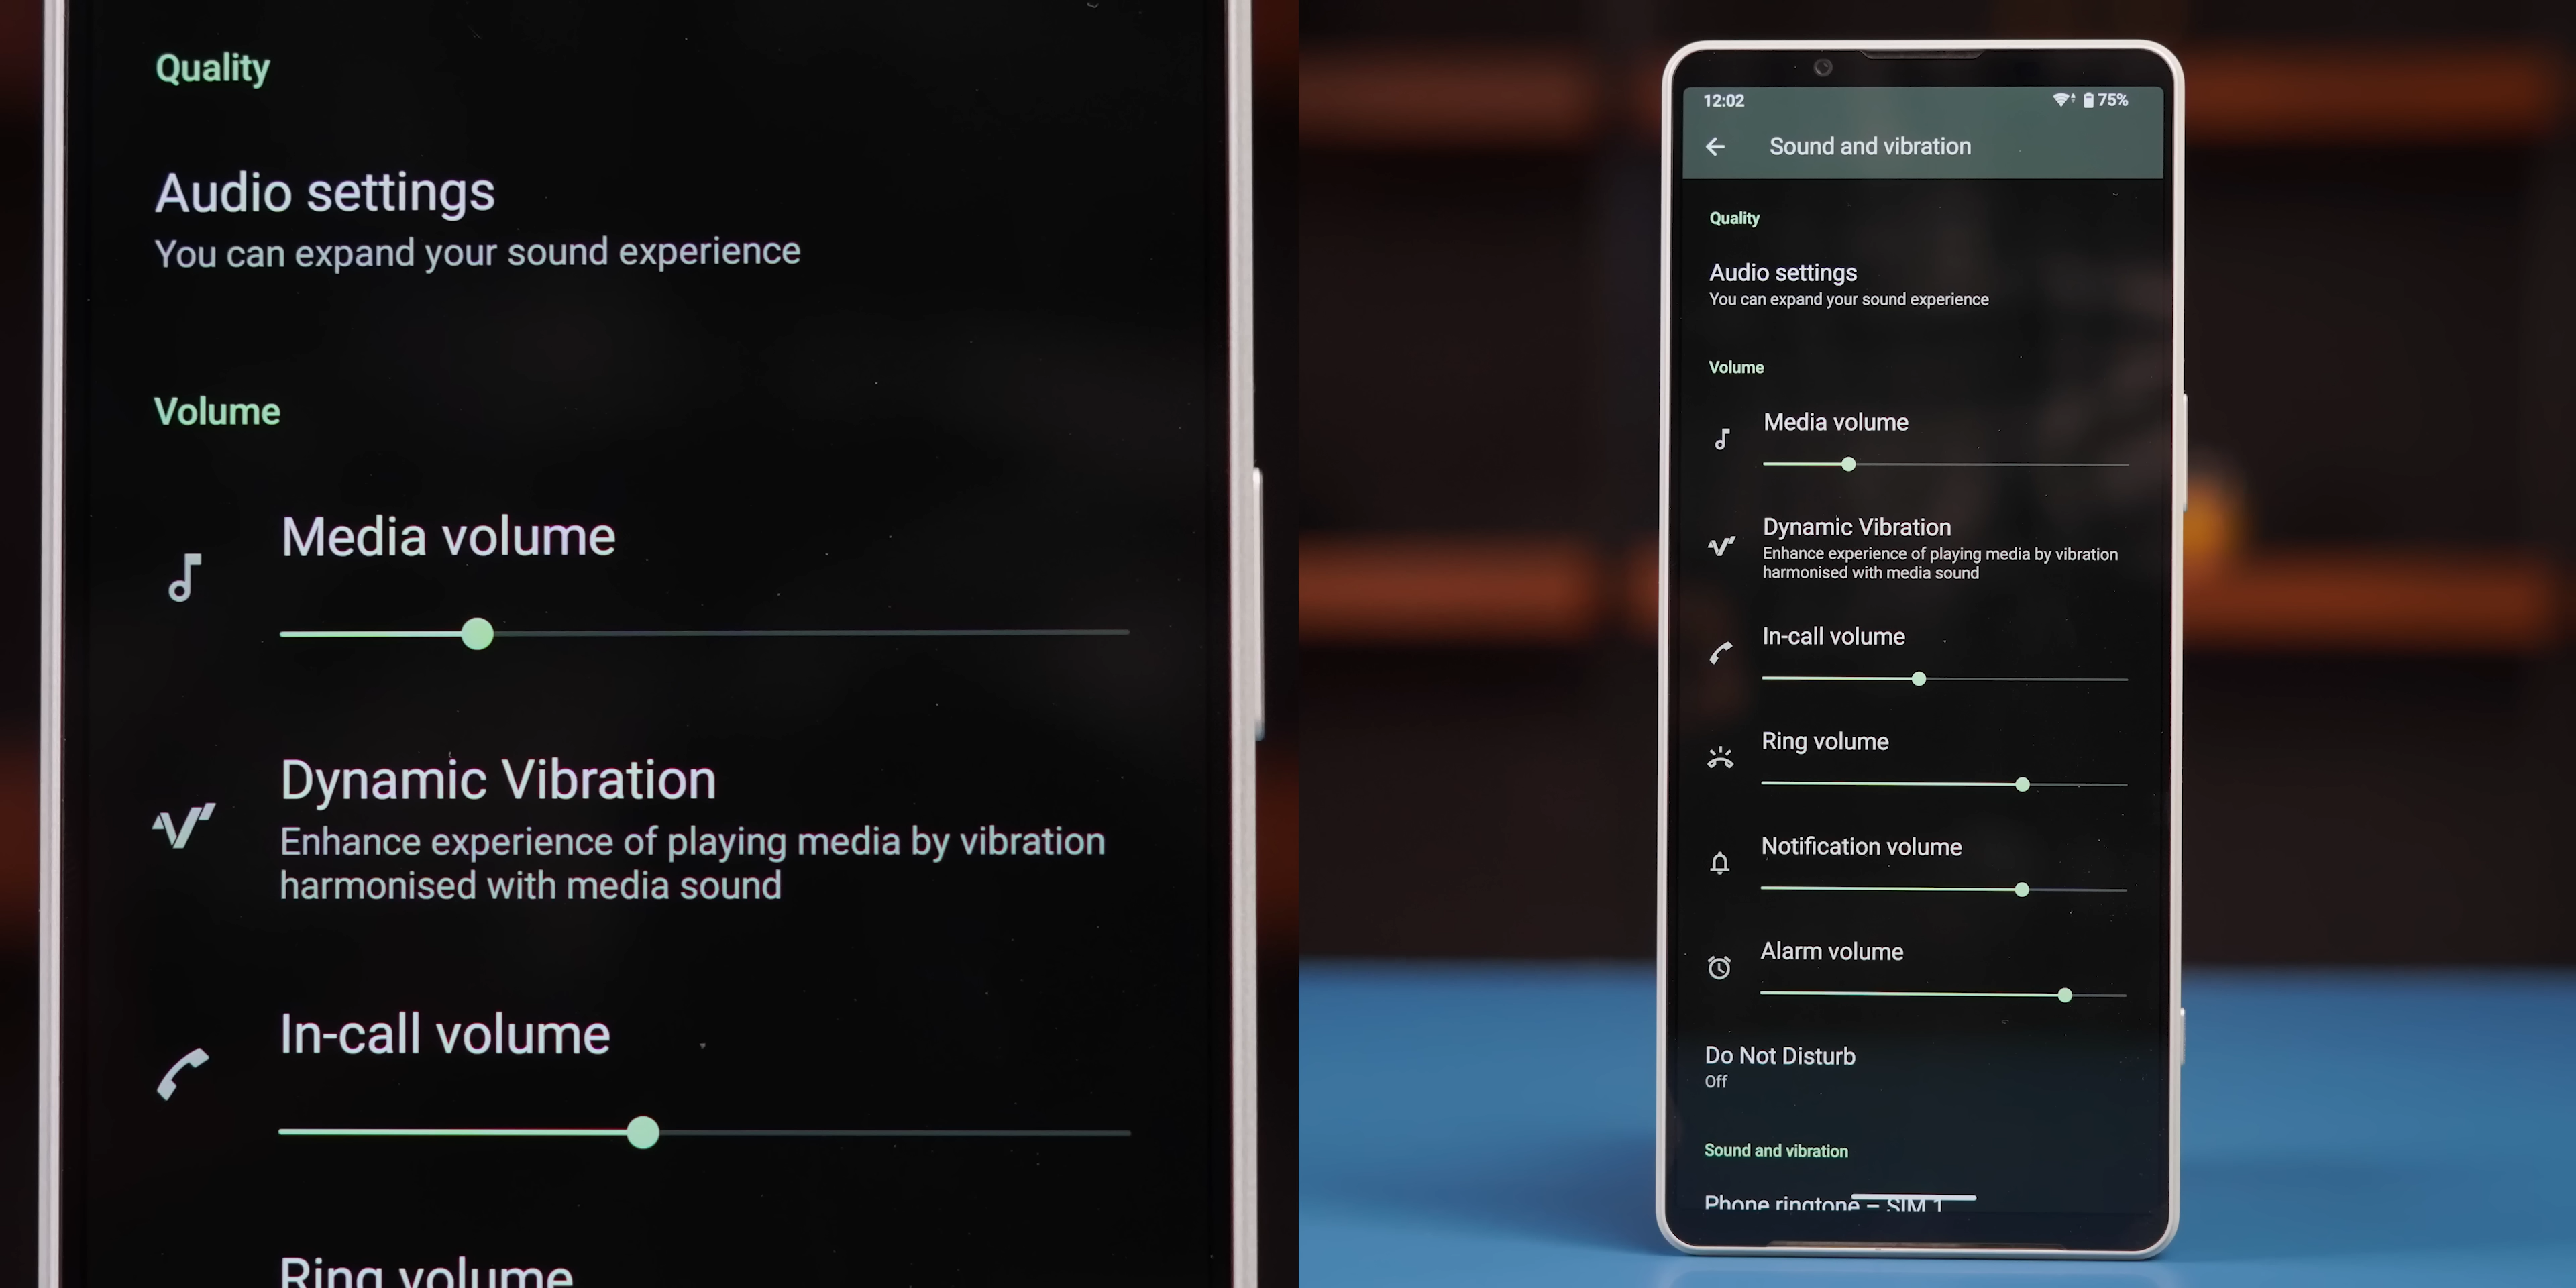 Quality
Audio settings
You can expand your sound experience
Volume
Media volume
Dynamic Vibration
Enhance experience of playing media by vibration
harmonised with media sound
In-call volume
Ring volume
12:02
75%
Sound and vibration
Quality
Audio settings
You can expand your sound experience
Volume
Media volume
Dynamic Vibration
Enhance experience of playing media by vibration
harmonised with media sound
In-call volume
Ring volume
Notification volume
Alarm volume
Do Not Disturb
Off
Sound and vibration
Phone ringtone – SIM 1